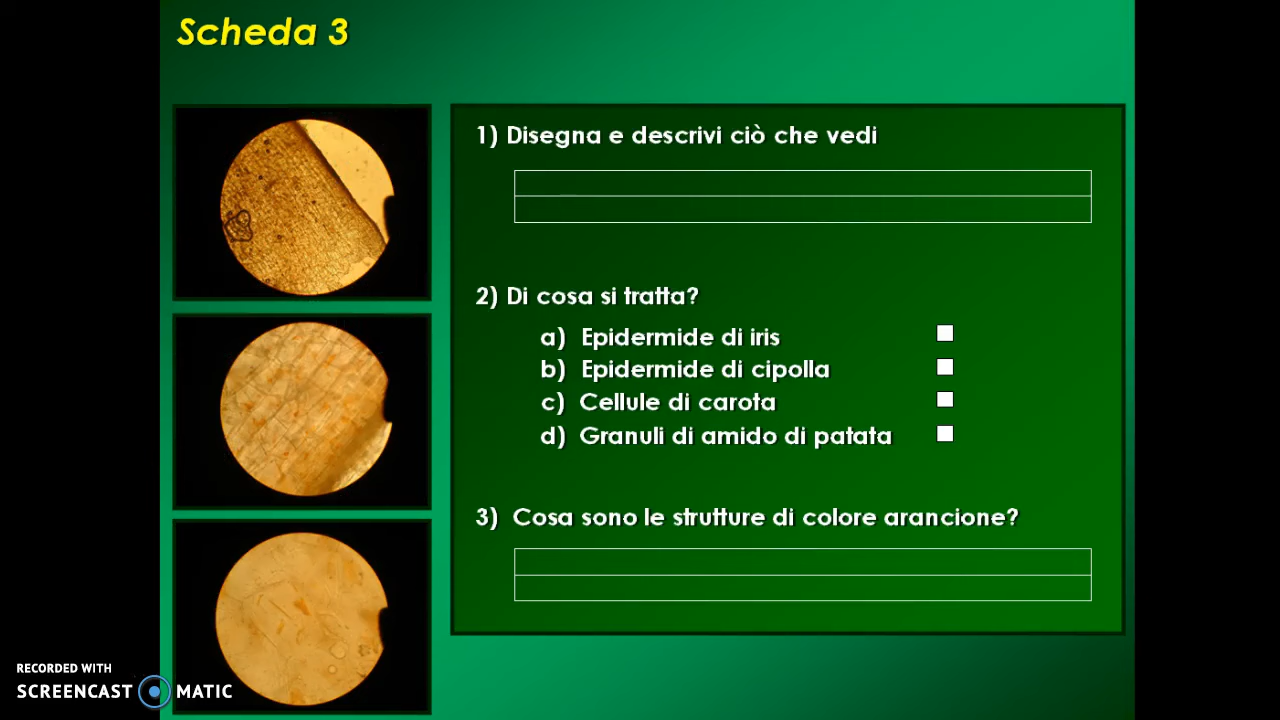 Scheda 3
1) Disegna e descrivi ciò che vedi
2) Di cosa si tratta?
a) Epidermide di iris
b) Epidermide di cipolla
c) Cellule di carota
d) Granuli di amido di patata
3) Cosa sono le strutture di colore arancione?
RECORDED WITH
SCREENCAST MATIC